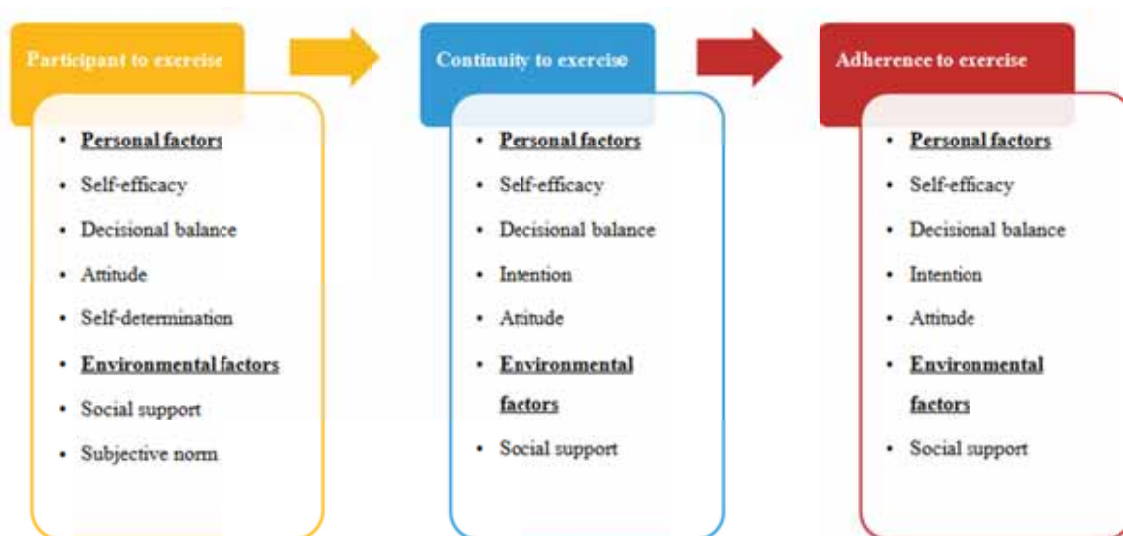 Participant to exercise
• Personal factors
• Self-efficacy
• Decisional balance
• Attitude
• Self-determination
• Environmental factors
• Social support
• Subjective norm
Continuity to exercise
• Personal factors
• Self-efficacy
• Decisional balance
• Intention
• Attitude
• Environmental
factors
• Social support
Adherence to exercise
• Personal factors
• Self-efficacy
• Decisional balance
• Intention
• Attitude
• Environmental
factors
• Social support